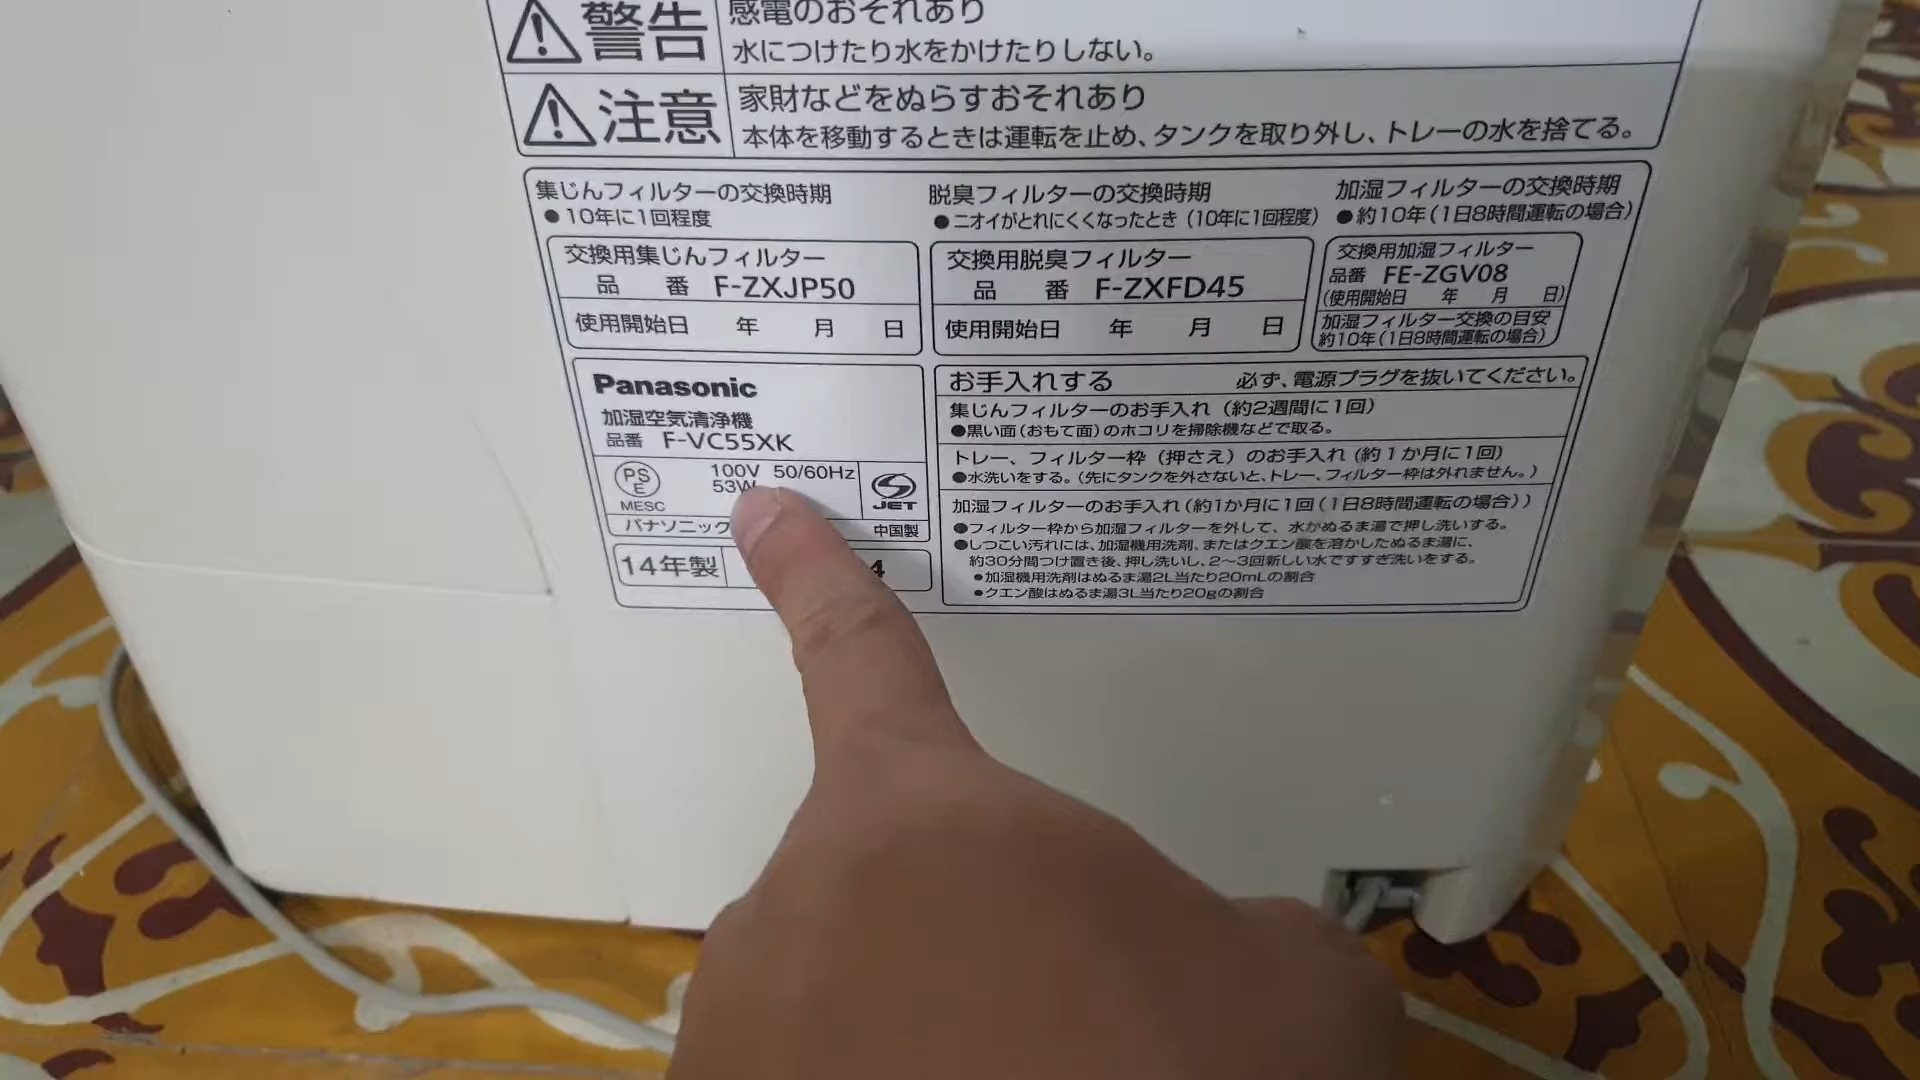 警告
感電のおそれあり
水につけたり水をかけたりしない。
注意
家財などをぬらすおそれあり
本体を移動するときは運転を止め、タンクを取り外し、トレーの水を捨てる。
集じんフィルターの交換時期
●10年に1回程度
交換用集じんフィルター
品番 F-ZXJP50
使用開始日 年 月 日
脱臭フィルターの交換時期
●ニオイがとれにくくなったとき（10年に1回程度）
交換用脱臭フィルター
品番 F-ZXFD45
使用開始日 年 月 日
加湿フィルターの交換時期
●約10年（1日8時間運転の場合）
交換用加湿フィルター
品番 FE-ZGV08
（使用開始日 年 月 日）
加湿フィルター交換の目安
約10年（1日8時間運転の場合）
Panasonic
加湿空気清浄機
品番 F-VC55XK
PS
E
MESC
100V 50/60Hz
53W
JET
パナソニック
中国製
14年製
4
お手入れする 必ず、電源プラグを抜いてください。
集じんフィルターのお手入れ（約2週間に1回）
●黒い面（おもて面）のホコリを掃除機などで取る。
トレー、フィルター枠（押さえ）のお手入れ（約1か月に1回）
●水洗いをする。（先にタンクを外さないと、トレー、フィルター枠は外れません。）
加湿フィルターのお手入れ（約1か月に1回（1日8時間運転の場合））
●フィルター枠から加湿フィルターを外して、水かぬるま湯で押し洗いする。
●しつこい汚れには、加湿機用洗剤、またはクエン酸を溶かしたぬるま湯に、
約30分間つけ置き後、押し洗いし、2～3回新しい水ですすぎ洗いをする。
●加湿機用洗剤はぬるま湯2L当たり20mLの割合
●クエン酸はぬるま湯3L当たり20gの割合